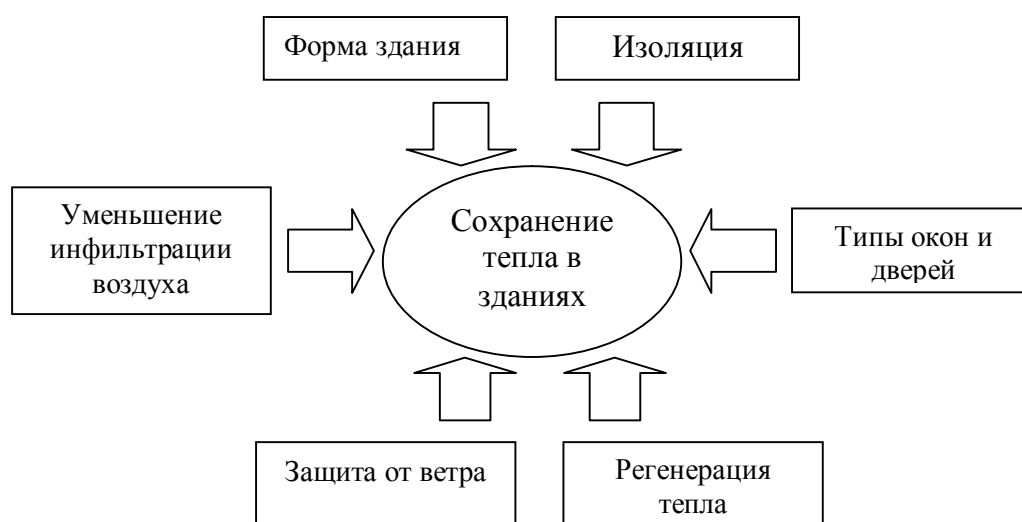 Форма здания
Изоляция
Уменьшение
инфильтрации
воздуха
Сохранение
тепла в
зданиях
Типы окон и
дверей
Защита от ветра
Регенерация
тепла